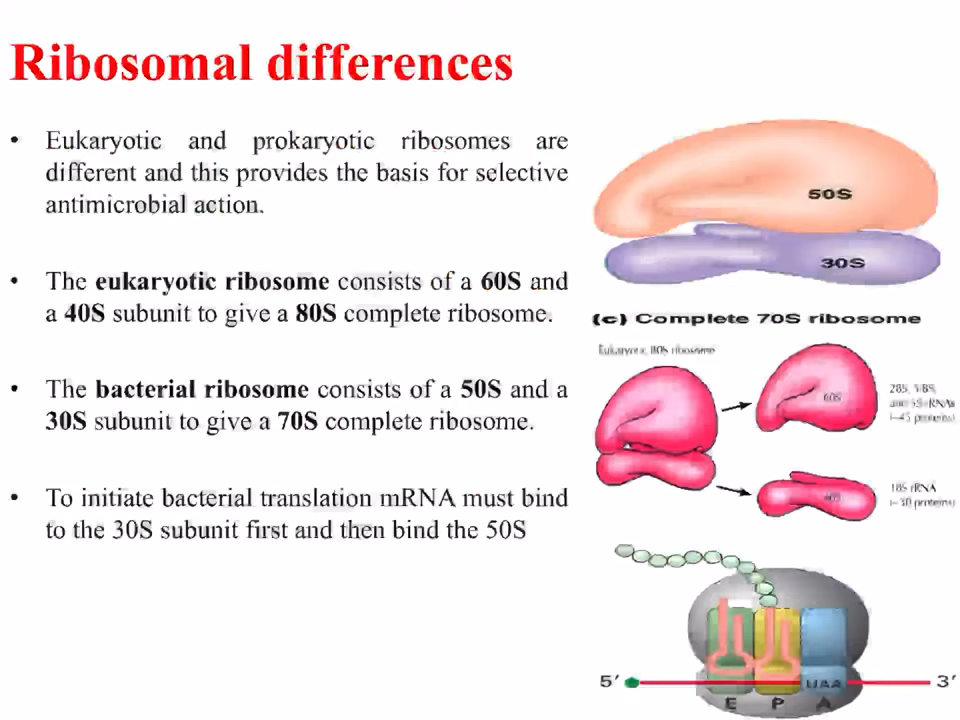 Ribosomal differences
• Eukaryotic and prokaryotic ribosomes are
different and this provides the basis for selective
antimicrobial action.
• The eukaryotic ribosome consists of a 60S and
a 40S subunit to give a 80S complete ribosome.
• The bacterial ribosome consists of a 50S and a
30S subunit to give a 70S complete ribosome.
• To initiate bacterial translation mRNA must bind
to the 30S subunit first and then bind the 50S
50S
30S
(c) Complete 70S ribosome
Eukaryotic 80S ribosome
60S
28S, 5.8S,
and 5S rRNAs
(~45 proteins)
40S
18S rRNA
(~30 proteins)
5′
UAA
3′
E P A